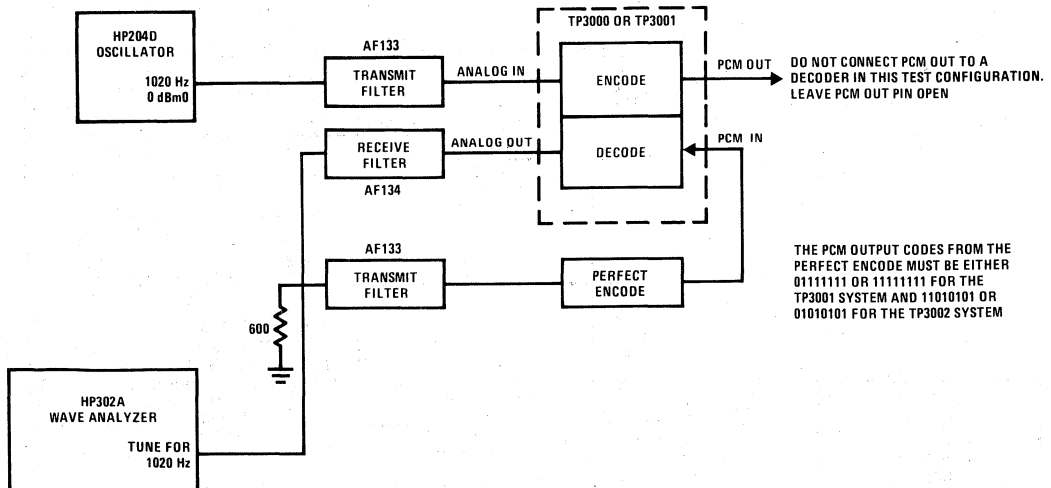 TP3000 OR TP3001
HP204D
OSCILLATOR
1020 Hz
0 dBm0
AF133
TRANSMIT
FILTER
ANALOG IN
ENCODE
PCM OUT
DO NOT CONNECT PCM OUT TO A
DECODER IN THIS TEST CONFIGURATION.
LEAVE PCM OUT PIN OPEN
RECEIVE
FILTER
AF134
ANALOG OUT
DECODE
PCM IN
AF133
TRANSMIT
FILTER
PERFECT
ENCODE
THE PCM OUTPUT CODES FROM THE
PERFECT ENCODE MUST BE EITHER
01111111 OR 11111111 FOR THE
TP3001 SYSTEM AND 11010101 OR
01010101 FOR THE TP3002 SYSTEM
600
HP302A
WAVE ANALYZER
TUNE FOR
1020 Hz